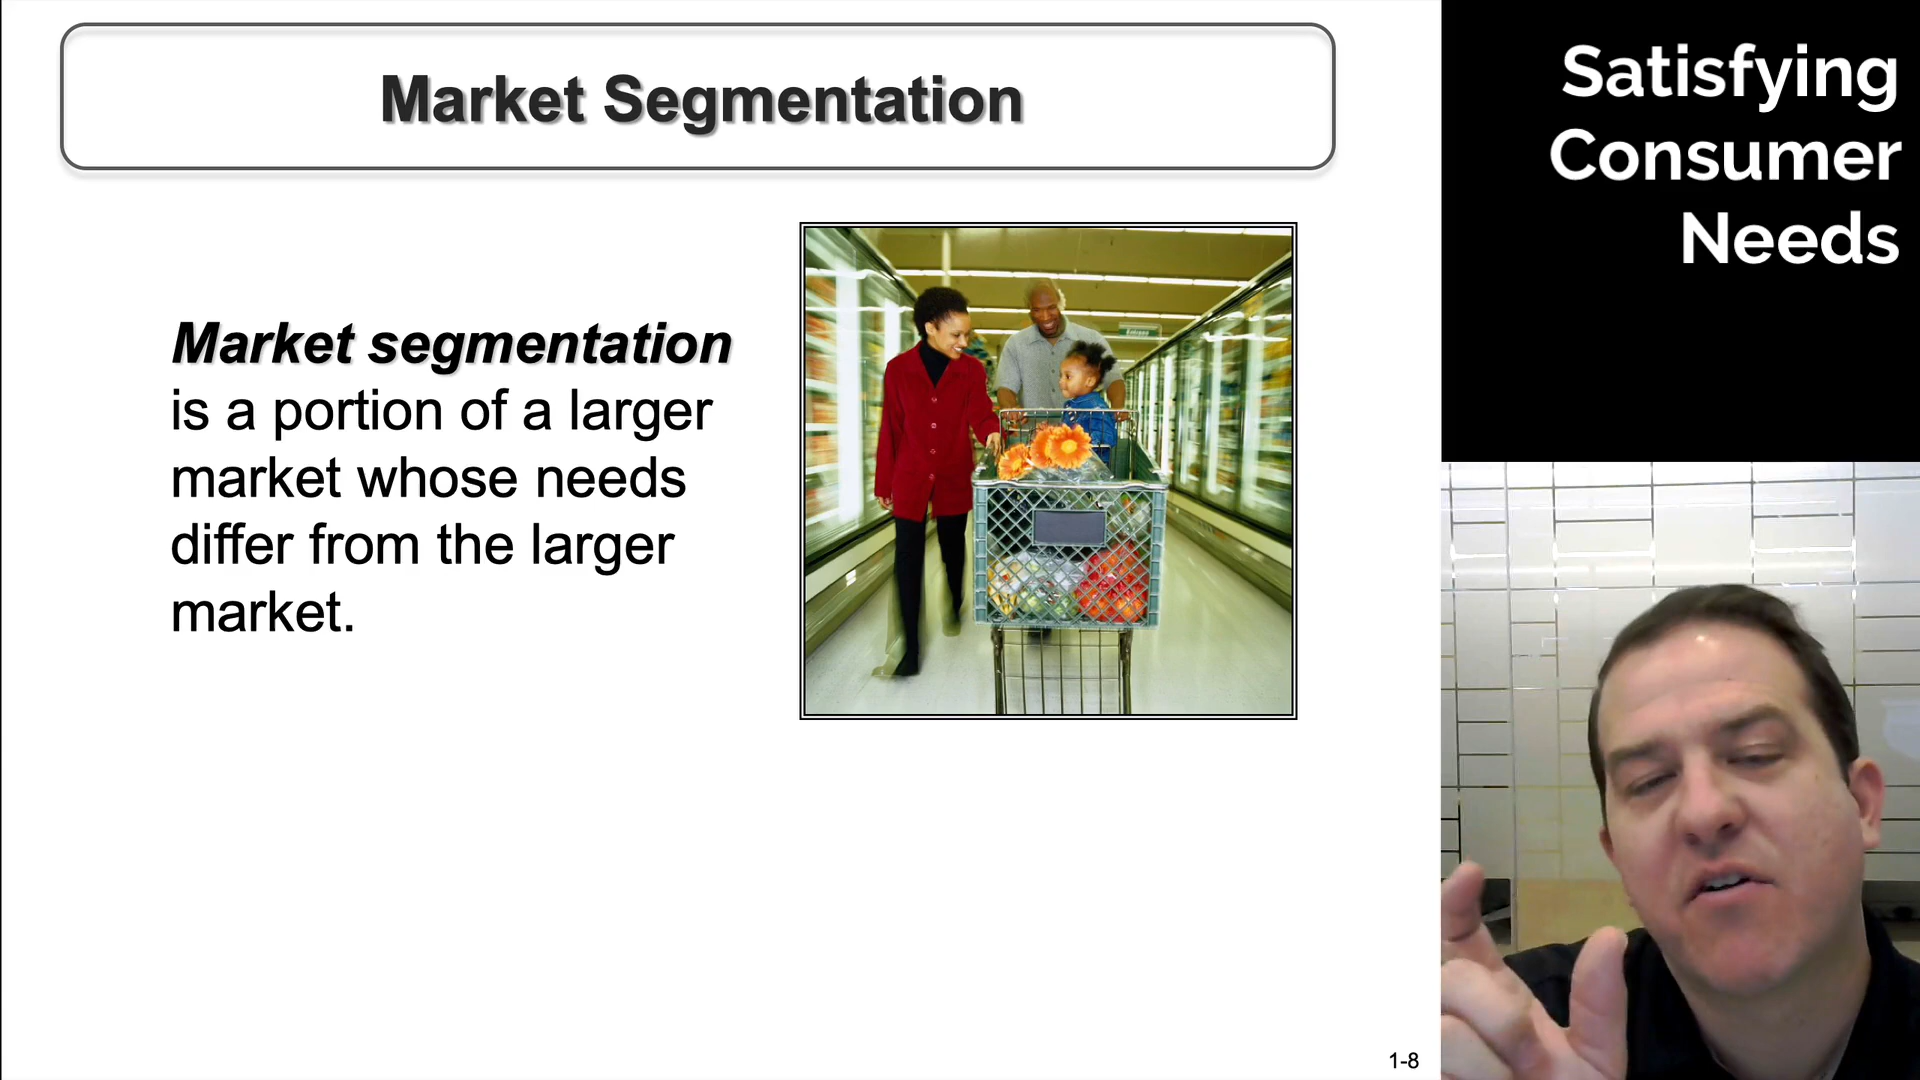 Market Segmentation
Market segmentation
is a portion of a larger
market whose needs
differ from the larger
market.
1-8
Satisfying
Consumer
Needs